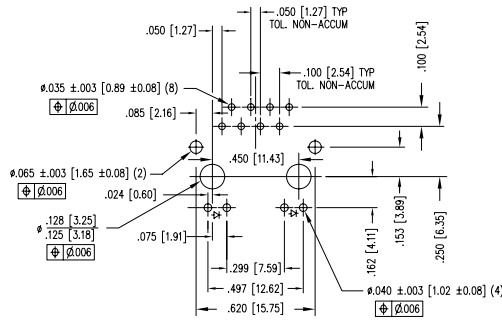 .050 [1.27] TYP
TOL. NON-ACCUM
.050 [1.27]
.100 [2.54] TYP
TOL. NON-ACCUM
.100 [2.54]
ø.035 ±.003 [0.89 ±0.08] (8)
⌖ Ø.006
.085 [2.16]
.450 [11.43]
ø.065 ±.003 [1.65 ±0.08] (2)
⌖ Ø.006
.024 [0.60]
ø .128 [3.25]
.125 [3.18]
⌖ Ø.006
.075 [1.91]
.162 [4.11]
.153 [3.89]
.250 [6.35]
.299 [7.59]
.497 [12.62]
.620 [15.75]
ø.040 ±.003 [1.02 ±0.08] (4)
⌖ Ø.006